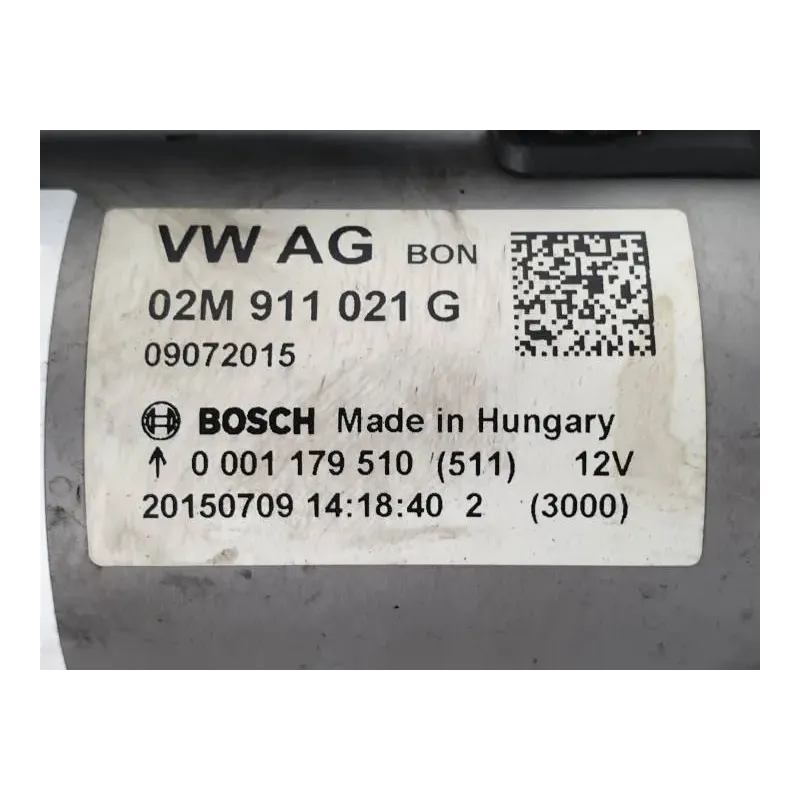 VW AG BON
02M 911 021 G
09072015
BOSCH Made in Hungary
↑ 0 001 179 510 (511) 12V
20150709 14:18:40 2 (3000)